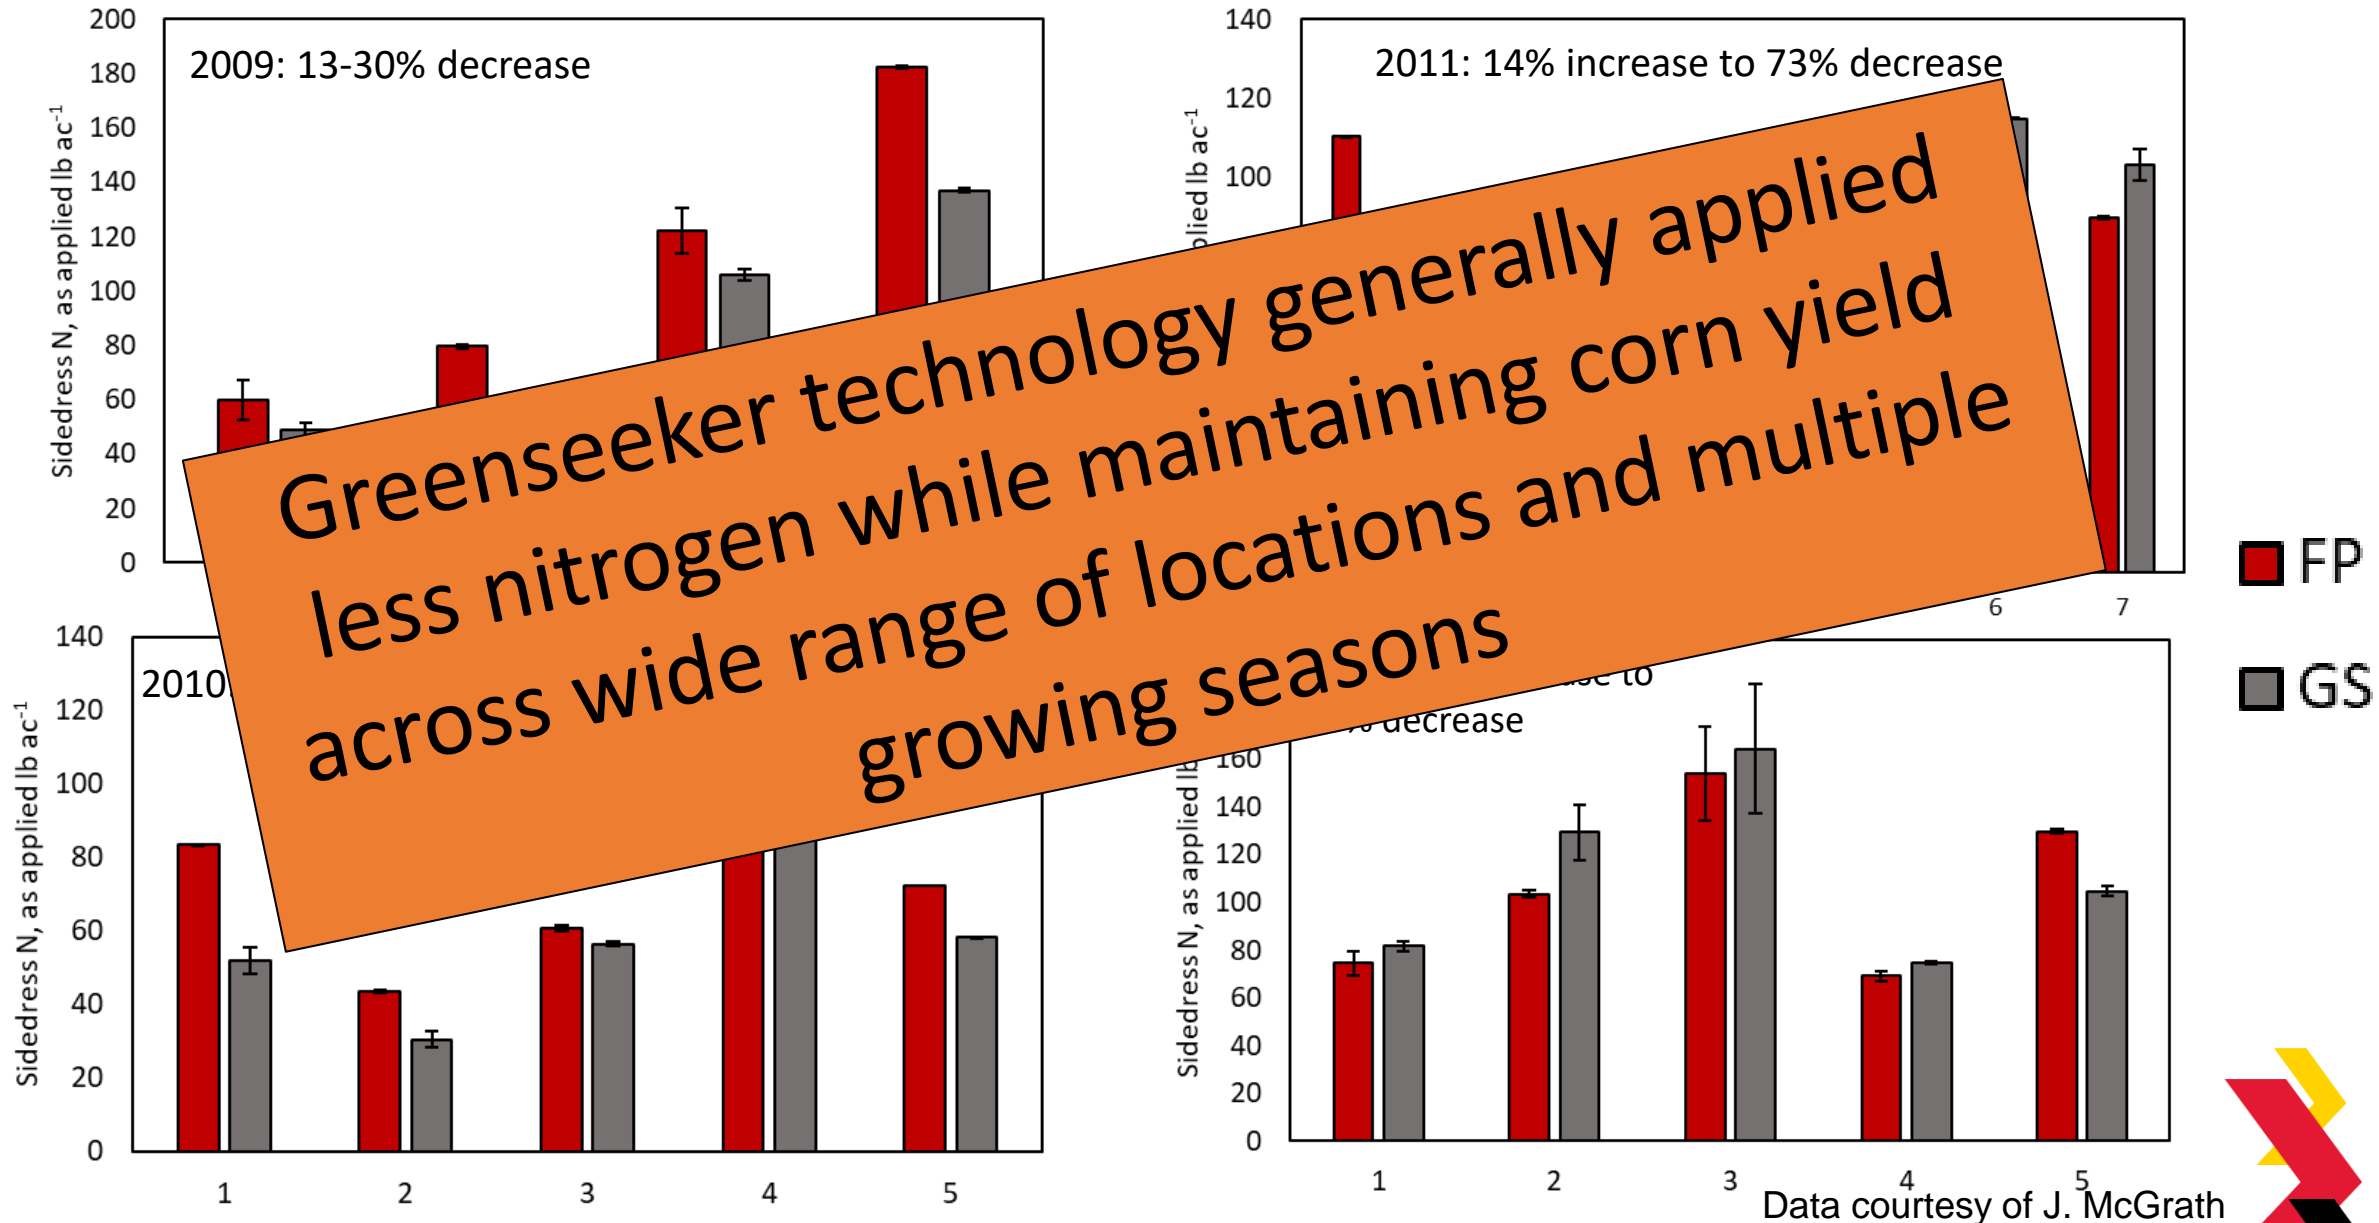 200
180
160
140
120
100
80
60
40
20
0
Sidedress N, as applied lb ac⁻¹
2009: 13-30% decrease
140
120
100
plied lb ac⁻¹
2011: 14% increase to 73% decrease
6
7
Greenseeker technology generally applied
less nitrogen while maintaining corn yield
across wide range of locations and multiple
growing seasons
FP
GS
140
120
100
80
60
40
20
0
Sidedress N, as applied lb ac⁻¹
2010
1
2
3
4
5
to
% decrease
160
140
120
100
80
60
40
20
0
Sidedress N, as applied lb
1
2
3
4
5
Data courtesy of J. McGrath